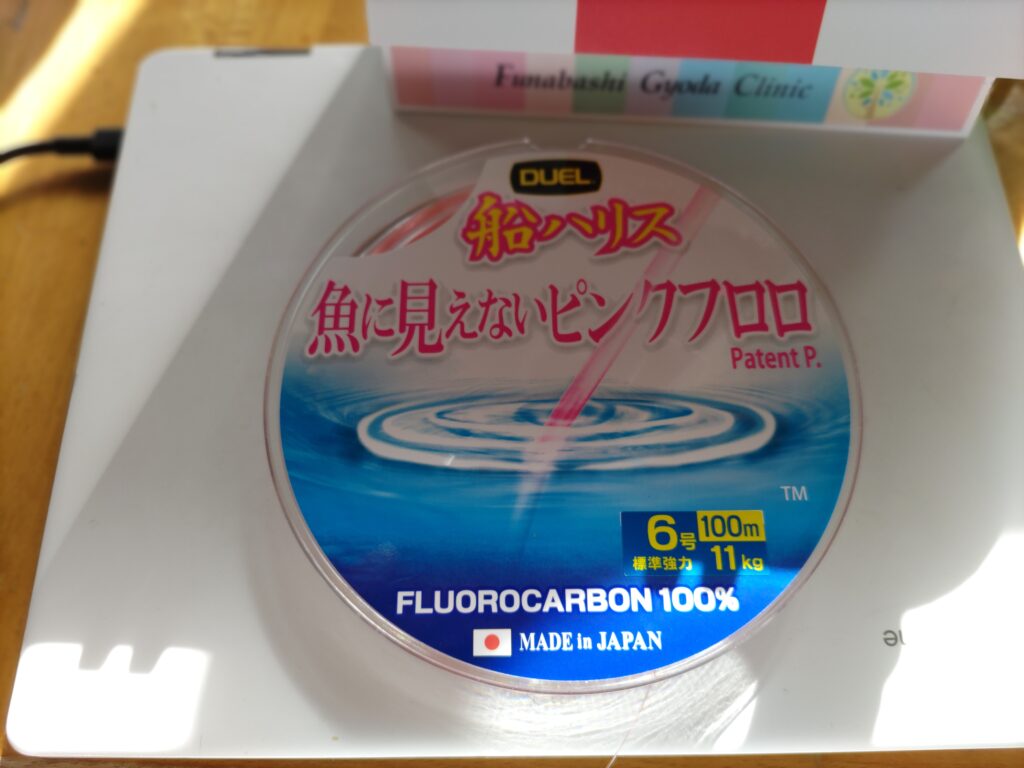 Funabashi Gyoda Clinic
DUEL
船ハリス
魚に見えないピンクフロロ
Patent P.
TM
6号 100m
標準強力 11kg
FLUOROCARBON 100%
MADE in JAPAN